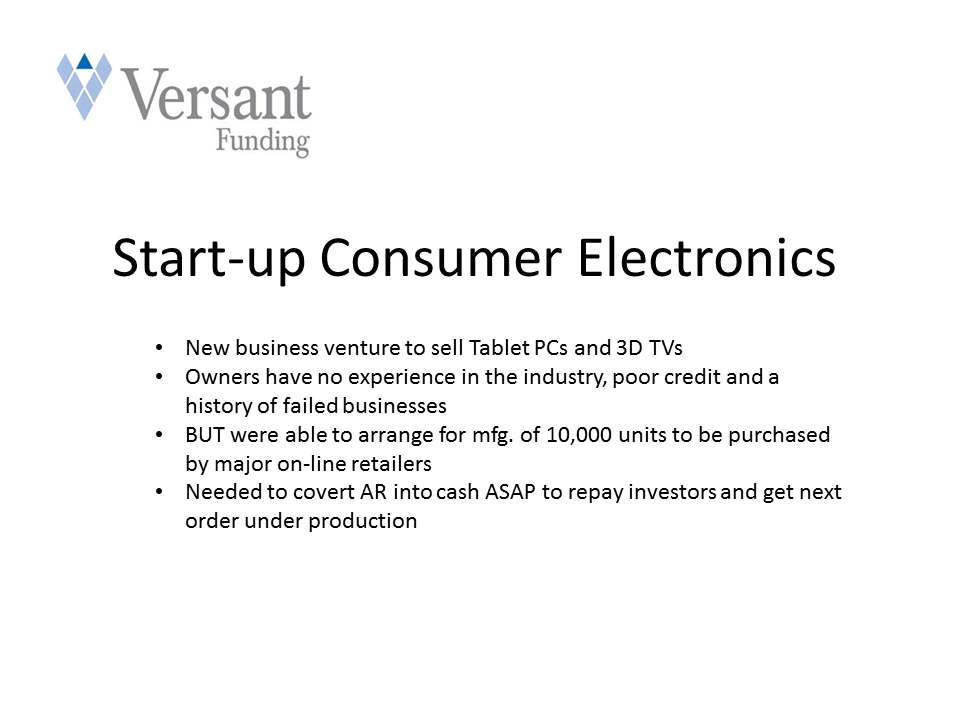 Versant
Funding
Start-up Consumer Electronics
• New business venture to sell Tablet PCs and 3D TVs
• Owners have no experience in the industry, poor credit and a
history of failed businesses
• BUT were able to arrange for mfg. of 10,000 units to be purchased
by major on-line retailers
• Needed to covert AR into cash ASAP to repay investors and get next
order under production